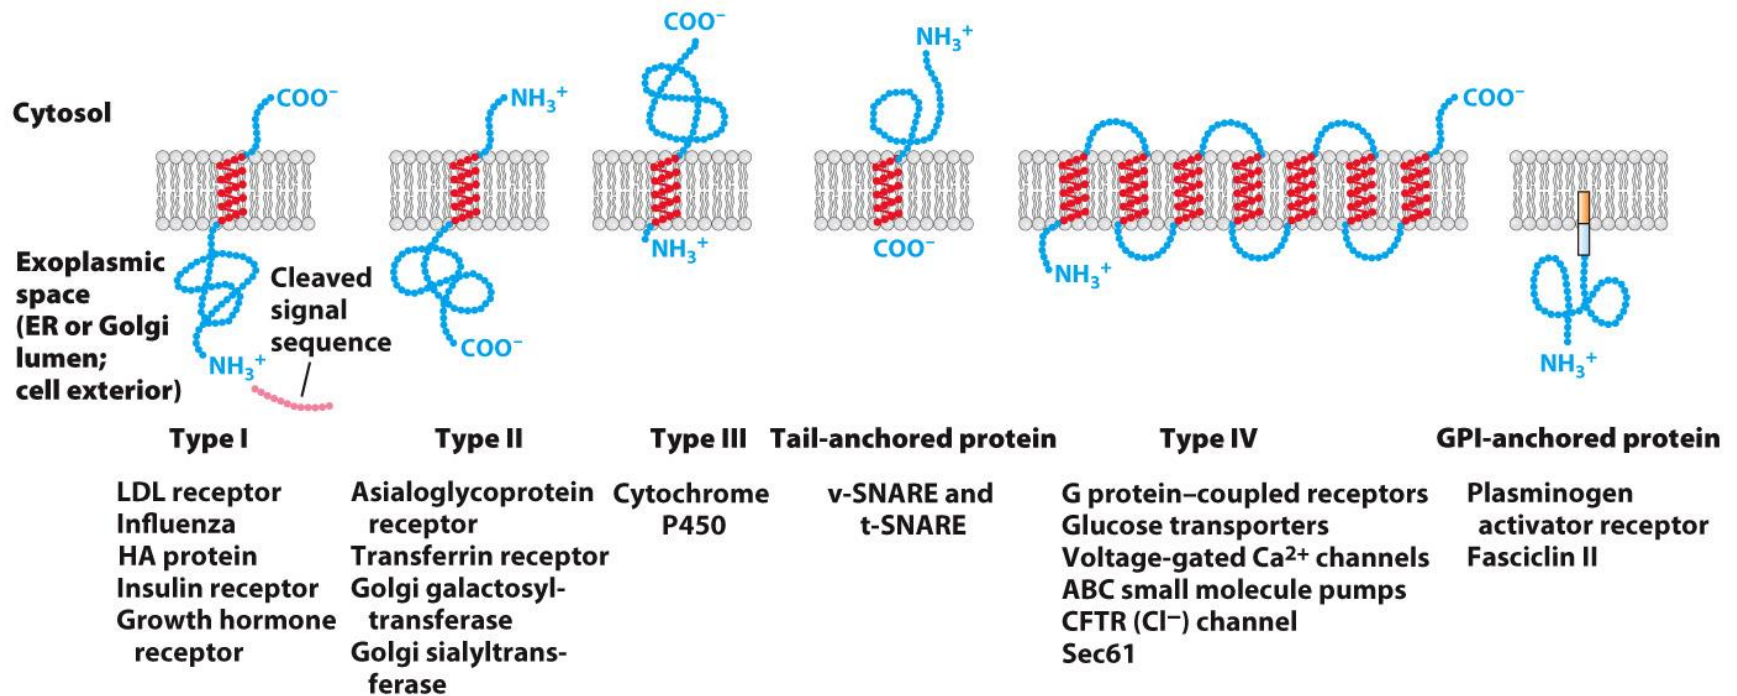 COO⁻
NH₃⁺
Cytosol
COO⁻
NH₃⁺
COO⁻
NH₃⁺
COO⁻
Exoplasmic
space
(ER or Golgi
lumen;
cell exterior)
Cleaved
signal
sequence
NH₃⁺
COO⁻
NH₃⁺
NH₃⁺
Type I
Type II
Type III
Tail-anchored protein
Type IV
GPI-anchored protein
LDL receptor
Influenza
HA protein
Insulin receptor
Growth hormone
receptor
Asialoglycoprotein
receptor
Transferrin receptor
Golgi galactosyl-
transferase
Golgi sialyltrans-
ferase
Cytochrome
P450
v-SNARE and
t-SNARE
G protein–coupled receptors
Glucose transporters
Voltage-gated Ca²⁺ channels
ABC small molecule pumps
CFTR (Cl⁻) channel
Sec61
Plasminogen
activator receptor
Fasciclin II